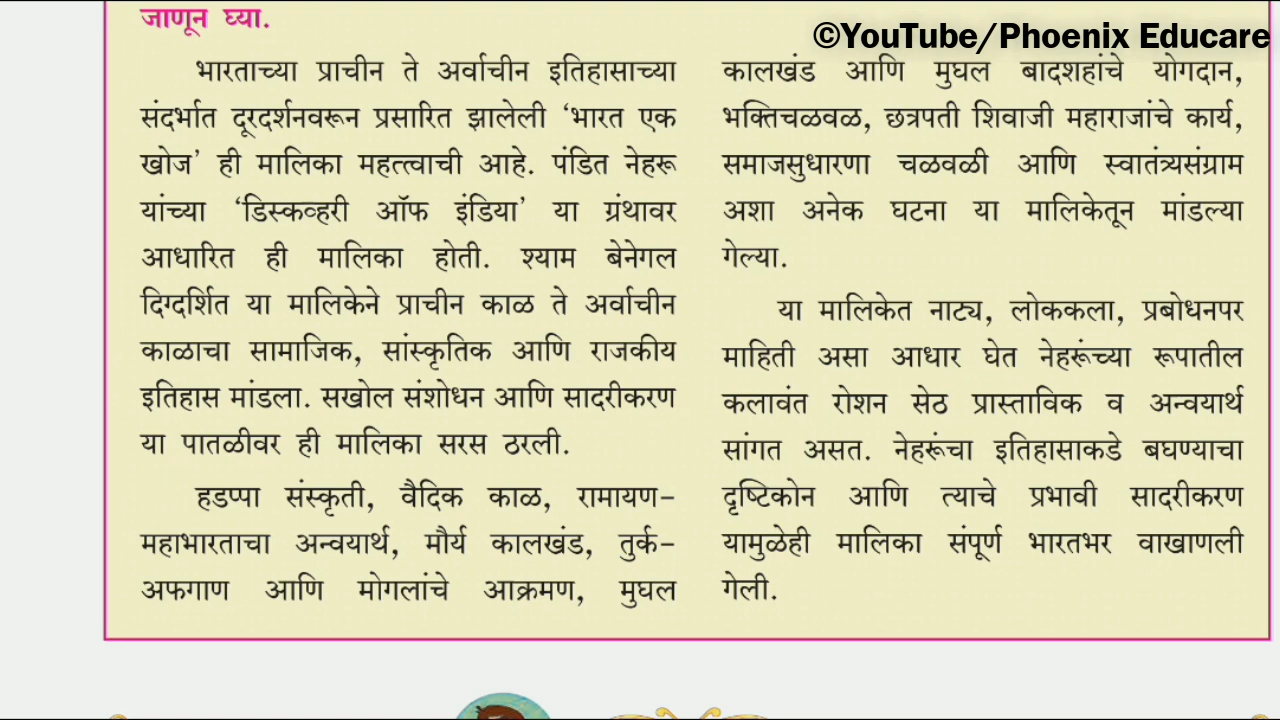 जाणून घ्या.
©YouTube/Phoenix Educare
भारताच्या प्राचीन ते अर्वाचीन इतिहासाच्या
संदर्भात दूरदर्शनवरून प्रसारित झालेली ‘भारत एक
खोज’ ही मालिका महत्त्वाची आहे. पंडित नेहरू
यांच्या ‘डिस्कव्हरी ऑफ इंडिया’ या ग्रंथावर
आधारित ही मालिका होती. श्याम बेनेगल
दिग्दर्शित या मालिकेने प्राचीन काळ ते अर्वाचीन
काळाचा सामाजिक, सांस्कृतिक आणि राजकीय
इतिहास मांडला. सखोल संशोधन आणि सादरीकरण
या पातळीवर ही मालिका सरस ठरली.
हडप्पा संस्कृती, वैदिक काळ, रामायण-
महाभारताचा अन्वयार्थ, मौर्य कालखंड, तुर्क-
अफगाण आणि मोगलांचे आक्रमण, मुघल
कालखंड आणि मुघल बादशहांचे योगदान,
भक्तिचळवळ, छत्रपती शिवाजी महाराजांचे कार्य,
समाजसुधारणा चळवळी आणि स्वातंत्र्यसंग्राम
अशा अनेक घटना या मालिकेतून मांडल्या
गेल्या.
या मालिकेत नाट्य, लोककला, प्रबोधनपर
माहिती असा आधार घेत नेहरूंच्या रूपातील
कलावंत रोशन सेठ प्रास्ताविक व अन्वयार्थ
सांगत असत. नेहरूंचा इतिहासाकडे बघण्याचा
दृष्टिकोन आणि त्याचे प्रभावी सादरीकरण
यामुळेही मालिका संपूर्ण भारतभर वाखाणली
गेली.